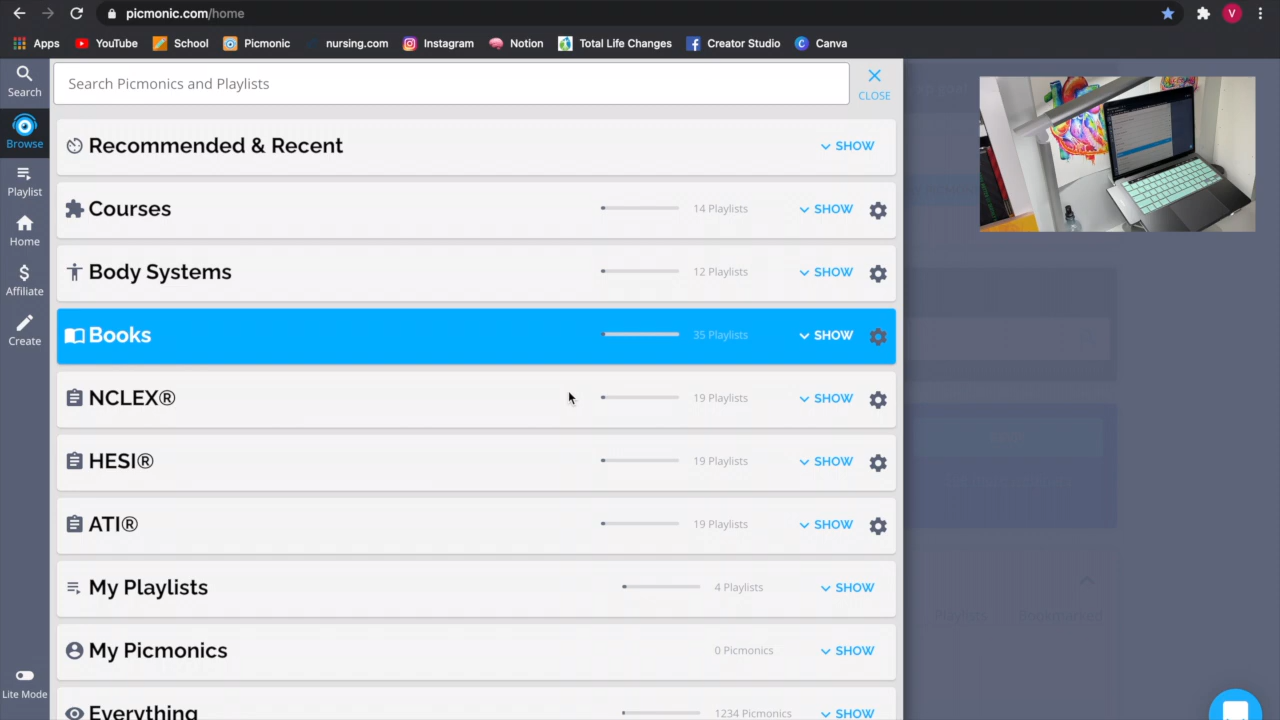 picmonic.com/home
V
Apps YouTube School Picmonic nursing.com Instagram Notion Total Life Changes Creator Studio Canva
Search
Browse
Playlist
Home
Affiliate
Create
Lite Mode
Search Picmonics and Playlists
CLOSE
Recommended & Recent SHOW
Courses 14 Playlists SHOW
Body Systems 12 Playlists SHOW
Books 35 Playlists SHOW
NCLEX® 19 Playlists SHOW
HESI® 19 Playlists SHOW
ATI® 19 Playlists SHOW
My Playlists 4 Playlists SHOW
My Picmonics 0 Picmonics SHOW
Everything 1234 Picmonics SHOW
Playlists Bookmarked